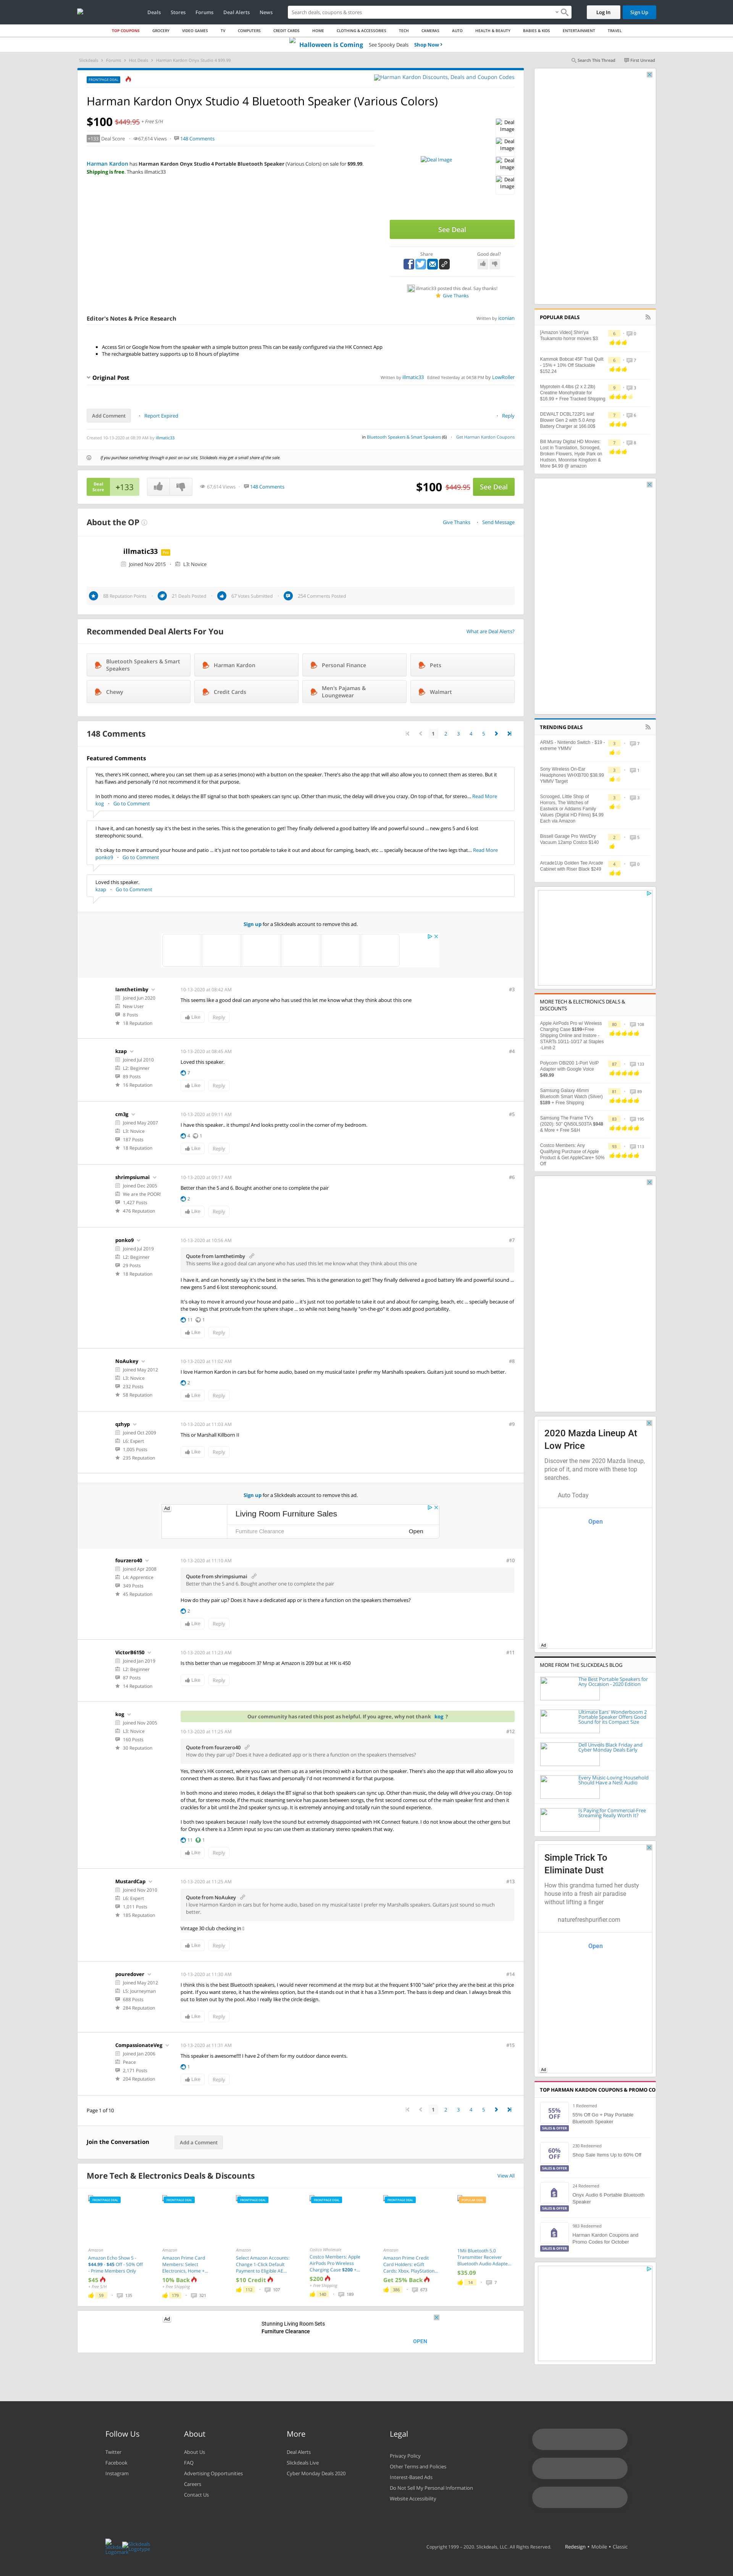 Deals Stores Forums Deal Alerts News
Search deals, coupons & stores
Log In Sign Up
TOP COUPONS GROCERY VIDEO GAMES TV COMPUTERS CREDIT CARDS HOME CLOTHING & ACCESSORIES TECH CAMERAS AUTO HEALTH & BEAUTY BABIES & KIDS ENTERTAINMENT TRAVEL
Halloween is Coming See Spooky Deals Shop Now
Slickdeals Forums Hot Deals Harman Kardon Onyx Studio 4 $99.99
Search This Thread First Unread
FRONTPAGE DEAL
Harman Kardon Discounts, Deals and Coupon Codes
Harman Kardon Onyx Studio 4 Bluetooth Speaker (Various Colors)
$100 $449.95 + Free S/H
+133 Deal Score 67,614 Views 148 Comments
Harman Kardon has Harman Kardon Onyx Studio 4 Portable Bluetooth Speaker (Various Colors) on sale for $99.99.
Shipping is free. Thanks illmatic33
Deal Image
Deal Image
Deal Image
Deal Image
Deal Image
See Deal
Share Good deal?
illmatic33 posted this deal. Say thanks!
Give Thanks
Editor's Notes & Price Research
Written by iconian
Access Siri or Google Now from the speaker with a simple button press This can be easily configured via the HK Connect App
The rechargeable battery supports up to 8 hours of playtime
Original Post
Written by illmatic33 Edited Yesterday at 04:58 PM by LowRoller
Add Comment Report Expired Reply
Created 10-13-2020 at 08:39 AM by illmatic33
in Bluetooth Speakers & Smart Speakers (6) Get Harman Kardon Coupons
If you purchase something through a post on our site, Slickdeals may get a small share of the sale.
Deal Score +133 67,614 Views 148 Comments $100 $449.95 See Deal
About the OP
Give Thanks Send Message
illmatic33 Pro
Joined Nov 2015 L3: Novice
88 Reputation Points 21 Deals Posted 67 Votes Submitted 254 Comments Posted
Recommended Deal Alerts For You
What are Deal Alerts?
Bluetooth Speakers & Smart Speakers
Harman Kardon
Personal Finance
Pets
Chewy
Credit Cards
Men's Pajamas & Loungewear
Walmart
148 Comments
1 2 3 4 5
Featured Comments
Yes, there's HK connect, where you can set them up as a series (mono) with a button on the speaker. There's also the app that will also allow you to connect them as stereo. But it has flaws and personally I'd not recommend it for that purpose.
In both mono and stereo modes, it delays the BT signal so that both speakers can sync up. Other than music, the delay will drive you crazy. On top of that, for stereo... Read More
kog Go to Comment
I have it, and can honestly say it's the best in the series. This is the generation to get! They finally delivered a good battery life and powerful sound ... new gens 5 and 6 lost stereophonic sound.
It's okay to move it arround your house and patio ... it's just not too portable to take it out and about for camping, beach, etc ... specially because of the two legs that... Read More
ponko9 Go to Comment
Loved this speaker.
kzap Go to Comment
Sign up for a Slickdeals account to remove this ad.
Iamthetimby
Joined Jun 2020
New User
8 Posts
18 Reputation
10-13-2020 at 08:42 AM #3
This seems like a good deal can anyone who has used this let me know what they think about this one
Like Reply
kzap
Joined Jul 2010
L2: Beginner
89 Posts
16 Reputation
10-13-2020 at 08:45 AM #4
Loved this speaker.
7
Like Reply
cm3g
Joined May 2007
L3: Novice
187 Posts
18 Reputation
10-13-2020 at 09:11 AM #5
I have this speaker.. it thumps! And looks pretty cool in the corner of my bedroom.
4 1
Like Reply
shrimpsiumai
Joined Dec 2005
We are the POOR!
1,427 Posts
476 Reputation
10-13-2020 at 09:17 AM #6
Better than the 5 and 6. Bought another one to complete the pair
2
Like Reply
ponko9
Joined Jul 2019
L2: Beginner
29 Posts
18 Reputation
10-13-2020 at 10:56 AM #7
Quote from Iamthetimby
This seems like a good deal can anyone who has used this let me know what they think about this one
I have it, and can honestly say it's the best in the series. This is the generation to get! They finally delivered a good battery life and powerful sound ... new gens 5 and 6 lost stereophonic sound.
It's okay to move it arround your house and patio ... it's just not too portable to take it out and about for camping, beach, etc ... specially because of the two legs that protrude from the sphere shape ... so while not being heavily "on-the-go" it does add good portability.
11 1
Like Reply
NoAukey
Joined May 2012
L3: Novice
232 Posts
58 Reputation
10-13-2020 at 11:02 AM #8
I love Harmon Kardon in cars but for home audio, based on my musical taste I prefer my Marshalls speakers. Guitars just sound so much better.
2
Like Reply
qzhyp
Joined Oct 2009
L6: Expert
1,005 Posts
235 Reputation
10-13-2020 at 11:03 AM #9
This or Marshall Killborn II
Like Reply
Sign up for a Slickdeals account to remove this ad.
Ad
Living Room Furniture Sales
Furniture Clearance Open
fourzero40
Joined Apr 2008
L4: Apprentice
349 Posts
45 Reputation
10-13-2020 at 11:10 AM #10
Quote from shrimpsiumai
Better than the 5 and 6. Bought another one to complete the pair
How do they pair up? Does it have a dedicated app or is there a function on the speakers themselves?
2
Like Reply
VictorB6150
Joined Jan 2019
L2: Beginner
87 Posts
14 Reputation
10-13-2020 at 11:23 AM #11
Is this better than ue megaboom 3? Mrsp at Amazon is 209 but at HK is 450
Like Reply
kog
Joined Nov 2005
L3: Novice
160 Posts
30 Reputation
Our community has rated this post as helpful. If you agree, why not thank kog ?
10-13-2020 at 11:25 AM #12
Quote from fourzero40
How do they pair up? Does it have a dedicated app or is there a function on the speakers themselves?
Yes, there's HK connect, where you can set them up as a series (mono) with a button on the speaker. There's also the app that will also allow you to connect them as stereo. But it has flaws and personally I'd not recommend it for that purpose.
In both mono and stereo modes, it delays the BT signal so that both speakers can sync up. Other than music, the delay will drive you crazy. On top of that, for stereo mode, if the music streaming service has pauses between songs, the first second or so will start off on the master speaker first and then it crackles for a bit until the 2nd speaker syncs up. It is extremely annoying and totally ruins the surround experience.
I both two speakers because I really love the sound but extremely disappointed with how HK Connect feature. I do not know about the other gens but for Onyx 4 there is a 3.5mm input so you can use them as stationary stereo speakers that way.
11 1
Like Reply
MustardCap
Joined Nov 2010
L6: Expert
1,011 Posts
185 Reputation
10-13-2020 at 11:25 AM #13
Quote from NoAukey
I love Harmon Kardon in cars but for home audio, based on my musical taste I prefer my Marshalls speakers. Guitars just sound so much better.
Vintage 30 club checking in !
Like Reply
pouredover
Joined May 2012
L5: Journeyman
688 Posts
284 Reputation
10-13-2020 at 11:30 AM #14
I think this is the best Bluetooth speakers, I would never recommend at the msrp but at the frequent $100 "sale" price they are the best at this price point. If you want stereo, it has the wireless option, but the 4 stands out in that it has a 3.5mm port. The bass is deep and clean. I always break this out to listen to tunes by the pool. Also I really like the circle design.
Like Reply
CompassionateVeg
Joined Jan 2006
Peace
2,171 Posts
204 Reputation
10-13-2020 at 11:31 AM #15
This speaker is awesome!!!! I have 2 of them for my outdoor dance events.
1
Like Reply
Page 1 of 10
1 2 3 4 5
Join the Conversation Add a Comment
More Tech & Electronics Deals & Discounts
View All
Amazon
Amazon Echo Show 5 - $44.99 - $45 Off - 50% Off - Prime Members Only
$45
+ Free S/H
59 135
Amazon
Amazon Prime Card Members: Select Electronics, Home +...
10% Back
+ Free Shipping
179 321
Amazon
Select Amazon Accounts: Change 1-Click Default Payment to Eligible AE...
$10 Credit
112 107
Costco Wholesale
Costco Members: Apple AirPods Pro Wireless Charging Case $200 +...
$200
+ Free Shipping
140 189
Amazon
Amazon Prime Credit Card Holders: eGift Cards: Xbox, PlayStation...
Get 25% Back
396 673
1Mii Bluetooth 5.0 Transmitter Receiver Bluetooth Audio Adapte...
$35.09
16 7
Ad
Stunning Living Room Sets
Furniture Clearance
OPEN
POPULAR DEALS
[Amazon Video] Shin'ya Tsukamoto horror movies $3
6 0
Kammok Bobcat 45F Trail Quilt - 15% + 10% Off Stackable $152.24
6 7
Myprotein 4.4lbs (2 x 2.2lb) Creatine Monohydrate for $16.99 + Free Tracked Shipping
9 3
DEWALT DCBL722P1 leaf Blower Gen 2 with 5.0 Amp Battery Charger at 166.00$
7 6
Bill Murray Digital HD Movies: Lost in Translation, Scrooged, Broken Flowers, Hyde Park on Hudson, Moonrise Kingdom & More $4.99 @ amazon
7 8
TRENDING DEALS
ARMS - Nintendo Switch - $19 - extreme YMMV
3 7
Sony Wireless On-Ear Headphones WHXB700 $38.99 YMMV Target
3 1
Scrooged, Little Shop of Horrors, The Witches of Eastwick or Addams Family Values (Digital HD Films) $4.99 Each via Amazon
3 3
Bissell Garage Pro Wet/Dry Vacuum 12amp Costco $140
2 5
Arcade1Up Golden Tee Arcade Cabinet with Riser Black $249.
4 0
MORE TECH & ELECTRONICS DEALS & DISCOUNTS
Apple AirPods Pro w/ Wireless Charging Case $199+Free Shipping Online and Instore - STARTs 10/11-10/17 at Staples -Limit-2
80 108
Polycom OBi200 1-Port VoIP Adapter with Google Voice $49.99
87 135
Samsung Galaxy 46mm Bluetooth Smart Watch (Silver) $189 + Free Shipping
91 89
Samsung The Frame TV's (2020); 50" QN50LS03TA $948 & More + Free S&H
83 195
Costco Members: Any Qualifying Purchase of Apple Product & Get AppleCare+ 50% Off
95 113
2020 Mazda Lineup At Low Price
Discover the new 2020 Mazda lineup, price of it, and more with these top searches.
Auto Today
Open
Ad
MORE FROM THE SLICKDEALS BLOG
The Best Portable Speakers for Any Occasion - 2020 Edition
Ultimate Ears' Wonderboom 2 Portable Speaker Offers Good Sound for its Compact Size
Dell Unveils Black Friday and Cyber Monday Deals Early
Every Music-Loving Household Should Have a Nest Audio
Is Paying for Commercial-Free Streaming Really Worth It?
Simple Trick To Eliminate Dust
How this grandma turned her dusty house into a fresh air paradise without lifting a finger
naturefreshpurifier.com
Open
Ad
TOP HARMAN KARDON COUPONS & PROMO CO
55% OFF SALES & OFFER
1 Redeemed
55% Off Go + Play Portable Bluetooth Speaker
60% OFF SALES & OFFER
230 Redeemed
Shop Sale Items Up to 60% Off
SALES & OFFER
24 Redeemed
Onyx Audio 6 Portable Bluetooth Speaker
SALES & OFFER
983 Redeemed
Harman Kardon Coupons and Promo Codes for October
Follow Us
Twitter
Facebook
Instagram
About
About Us
FAQ
Advertising Opportunities
Careers
Contact Us
More
Deal Alerts
Slickdeals Live
Cyber Monday Deals 2020
Legal
Privacy Policy
Other Terms and Policies
Interest-Based Ads
Do Not Sell My Personal Information
Website Accessibility
Copyright 1999 - 2020. Slickdeals, LLC. All Rights Reserved. Redesign • Mobile • Classic